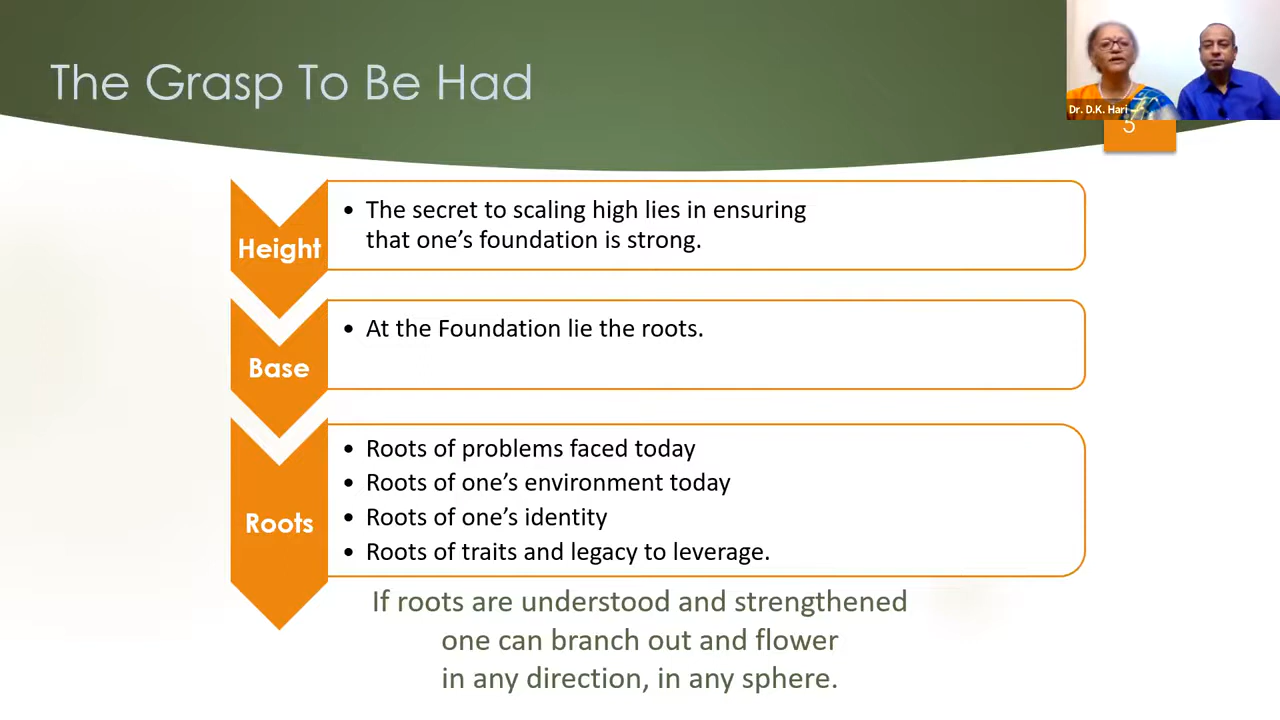 The Grasp To Be Had
Dr. D.K. Hari
5
Height
• The secret to scaling high lies in ensuring
that one’s foundation is strong.
Base
• At the Foundation lie the roots.
Roots
• Roots of problems faced today
• Roots of one’s environment today
• Roots of one’s identity
• Roots of traits and legacy to leverage.
If roots are understood and strengthened
one can branch out and flower
in any direction, in any sphere.